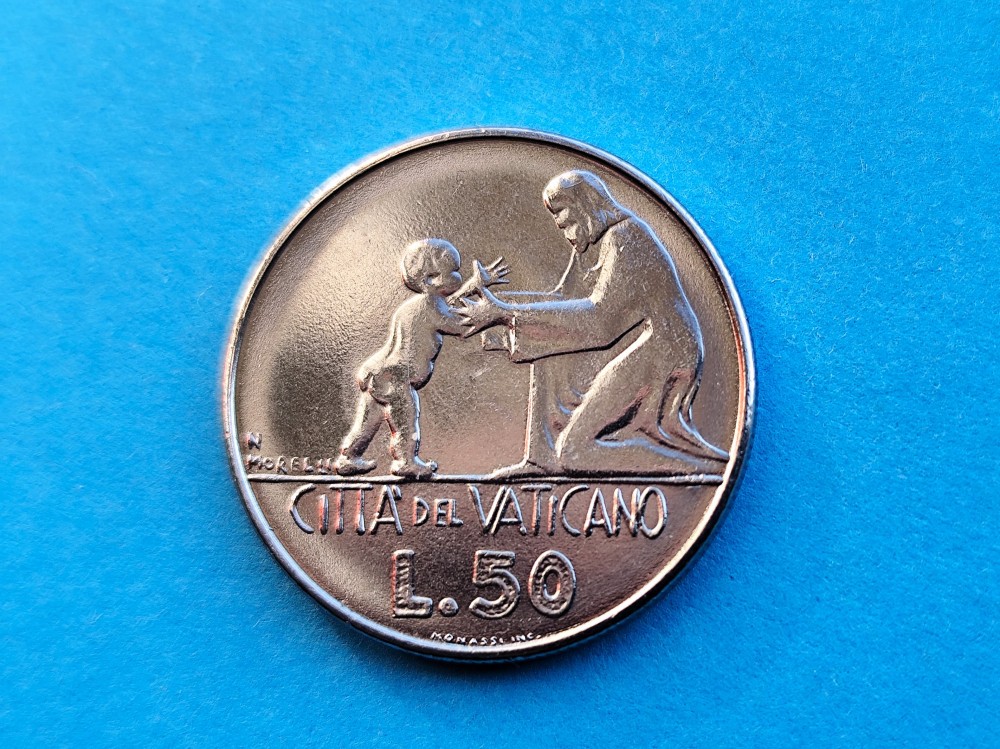 N
MORELLI
CITTA' DEL VATICANO
L. 50
MONASSI INC.